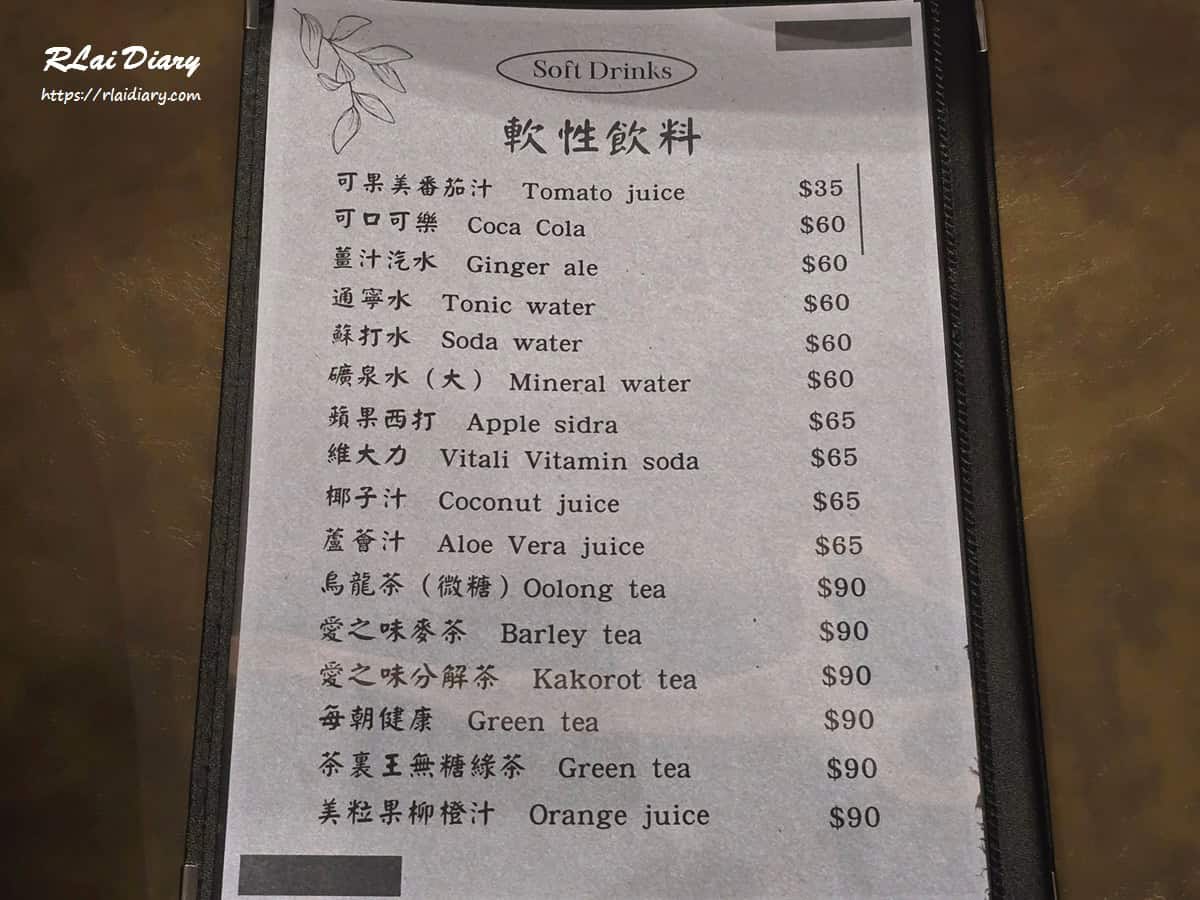 RLai Diary
https://rlaidiary.com
Soft Drinks
軟性飲料
可果美番茄汁 Tomato juice $35
可口可樂 Coca Cola $60
薑汁汽水 Ginger ale $60
通寧水 Tonic water $60
蘇打水 Soda water $60
礦泉水（大） Mineral water $60
蘋果西打 Apple sidra $65
維大力 Vitali Vitamin soda $65
椰子汁 Coconut juice $65
蘆薈汁 Aloe Vera juice $65
烏龍茶（微糖）Oolong tea $90
愛之味麥茶 Barley tea $90
愛之味分解茶 Kakorot tea $90
每朝健康 Green tea $90
茶裏王無糖綠茶 Green tea $90
美粒果柳橙汁 Orange juice $90